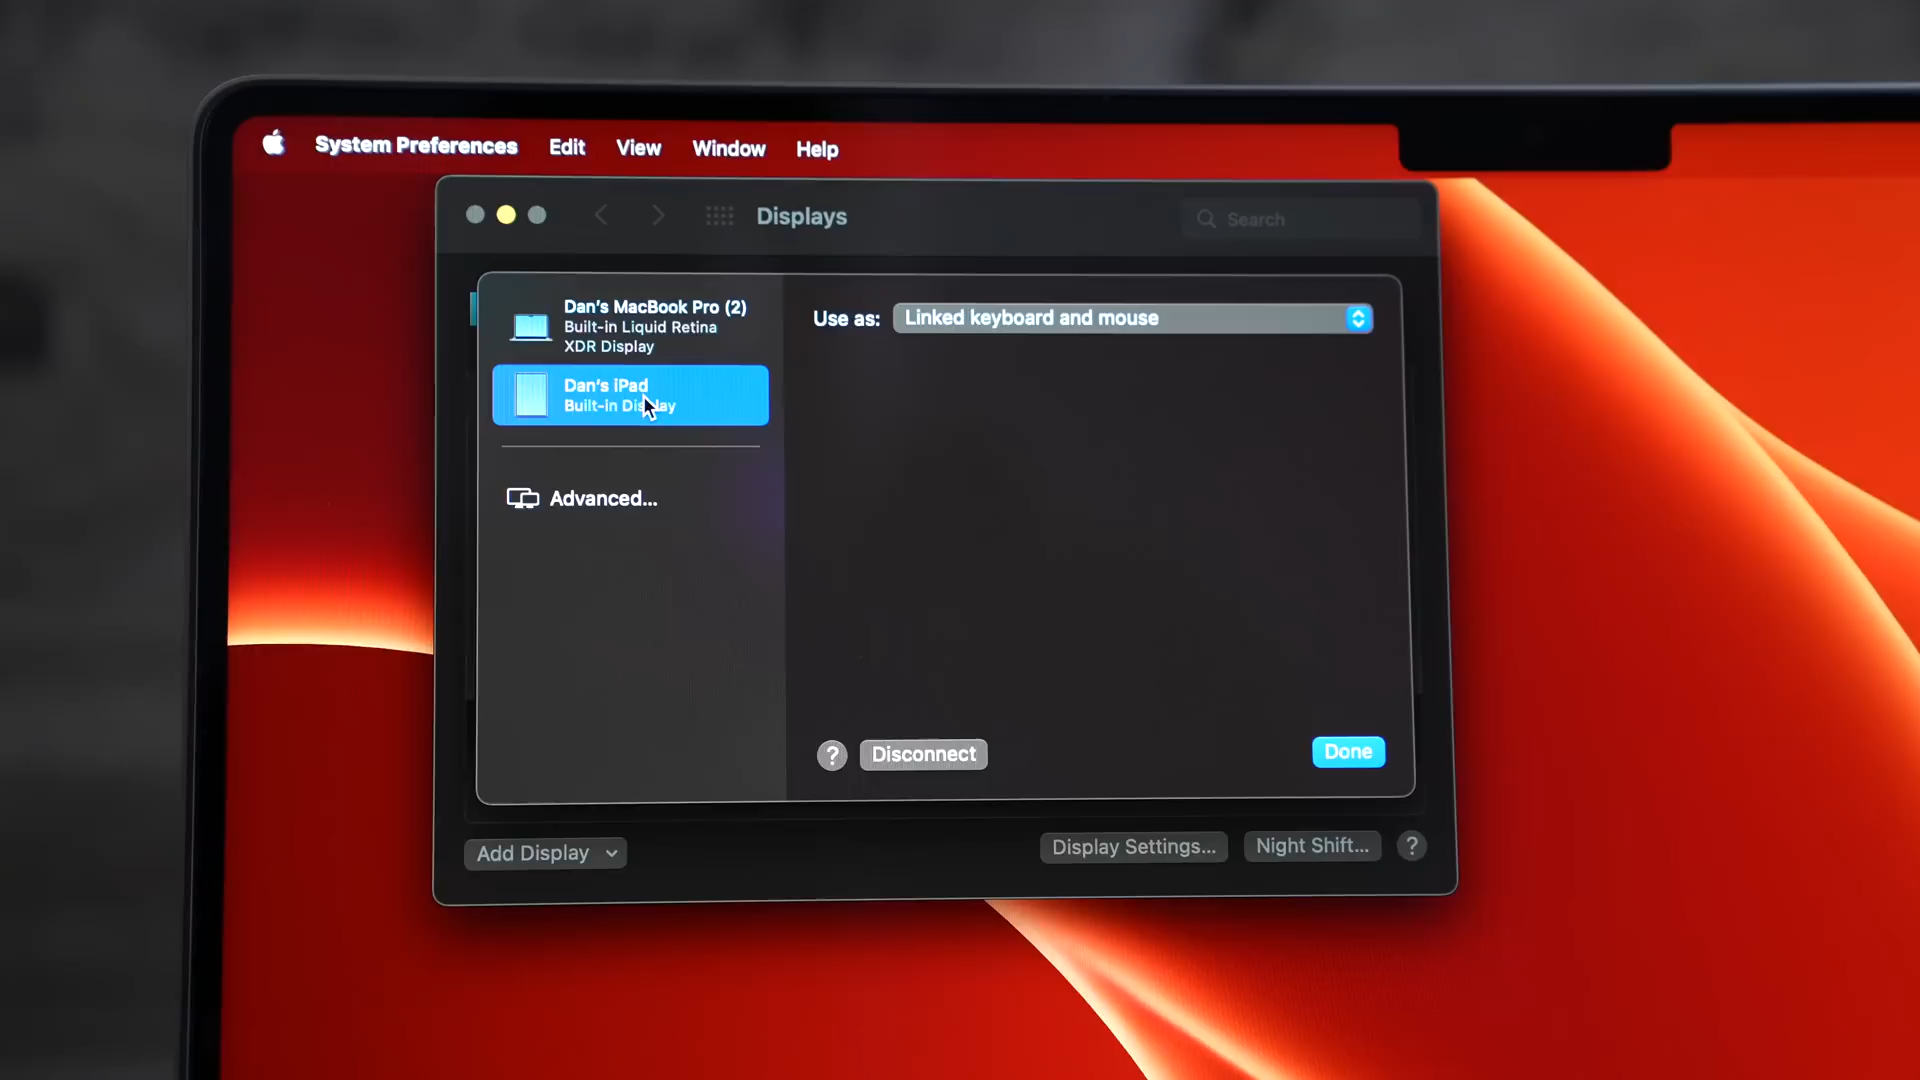 System Preferences Edit View Window Help
Displays
Search
Dan's MacBook Pro (2)
Built-in Liquid Retina
XDR Display
Use as: Linked keyboard and mouse
Dan's iPad
Built-in Display
Advanced...
? Disconnect
Done
Add Display
Display Settings...
Night Shift...
?